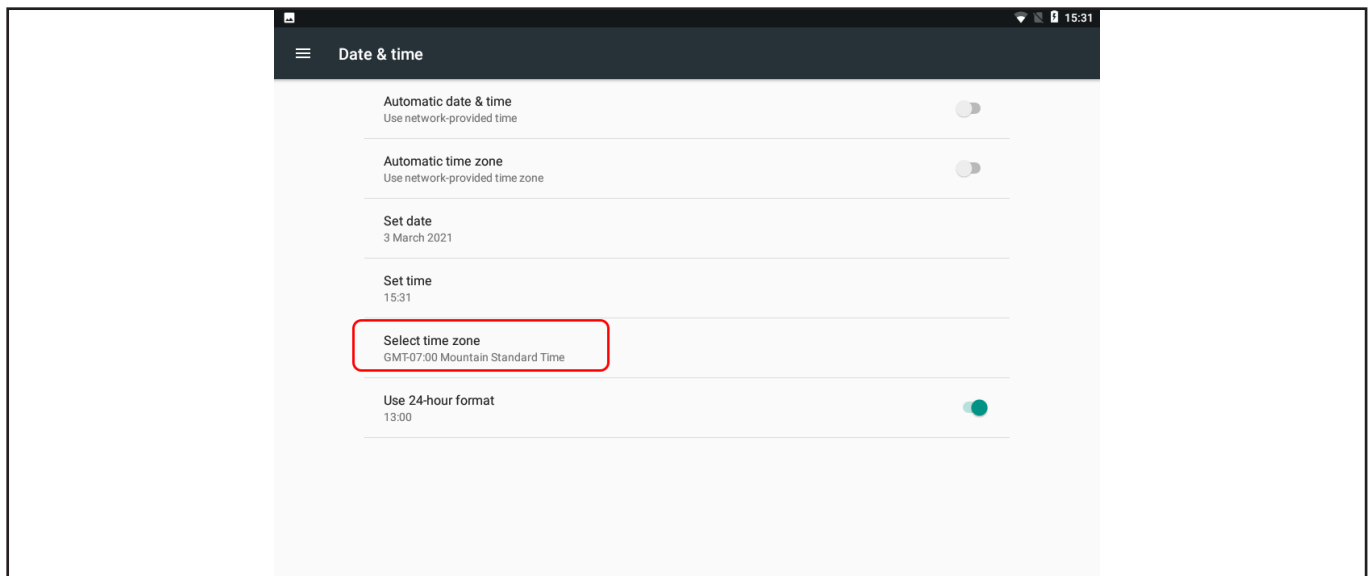 15:31
Date & time
Automatic date & time
Use network-provided time
Automatic time zone
Use network-provided time zone
Set date
3 March 2021
Set time
15:31
Select time zone
GMT-07:00 Mountain Standard Time
Use 24-hour format
13:00